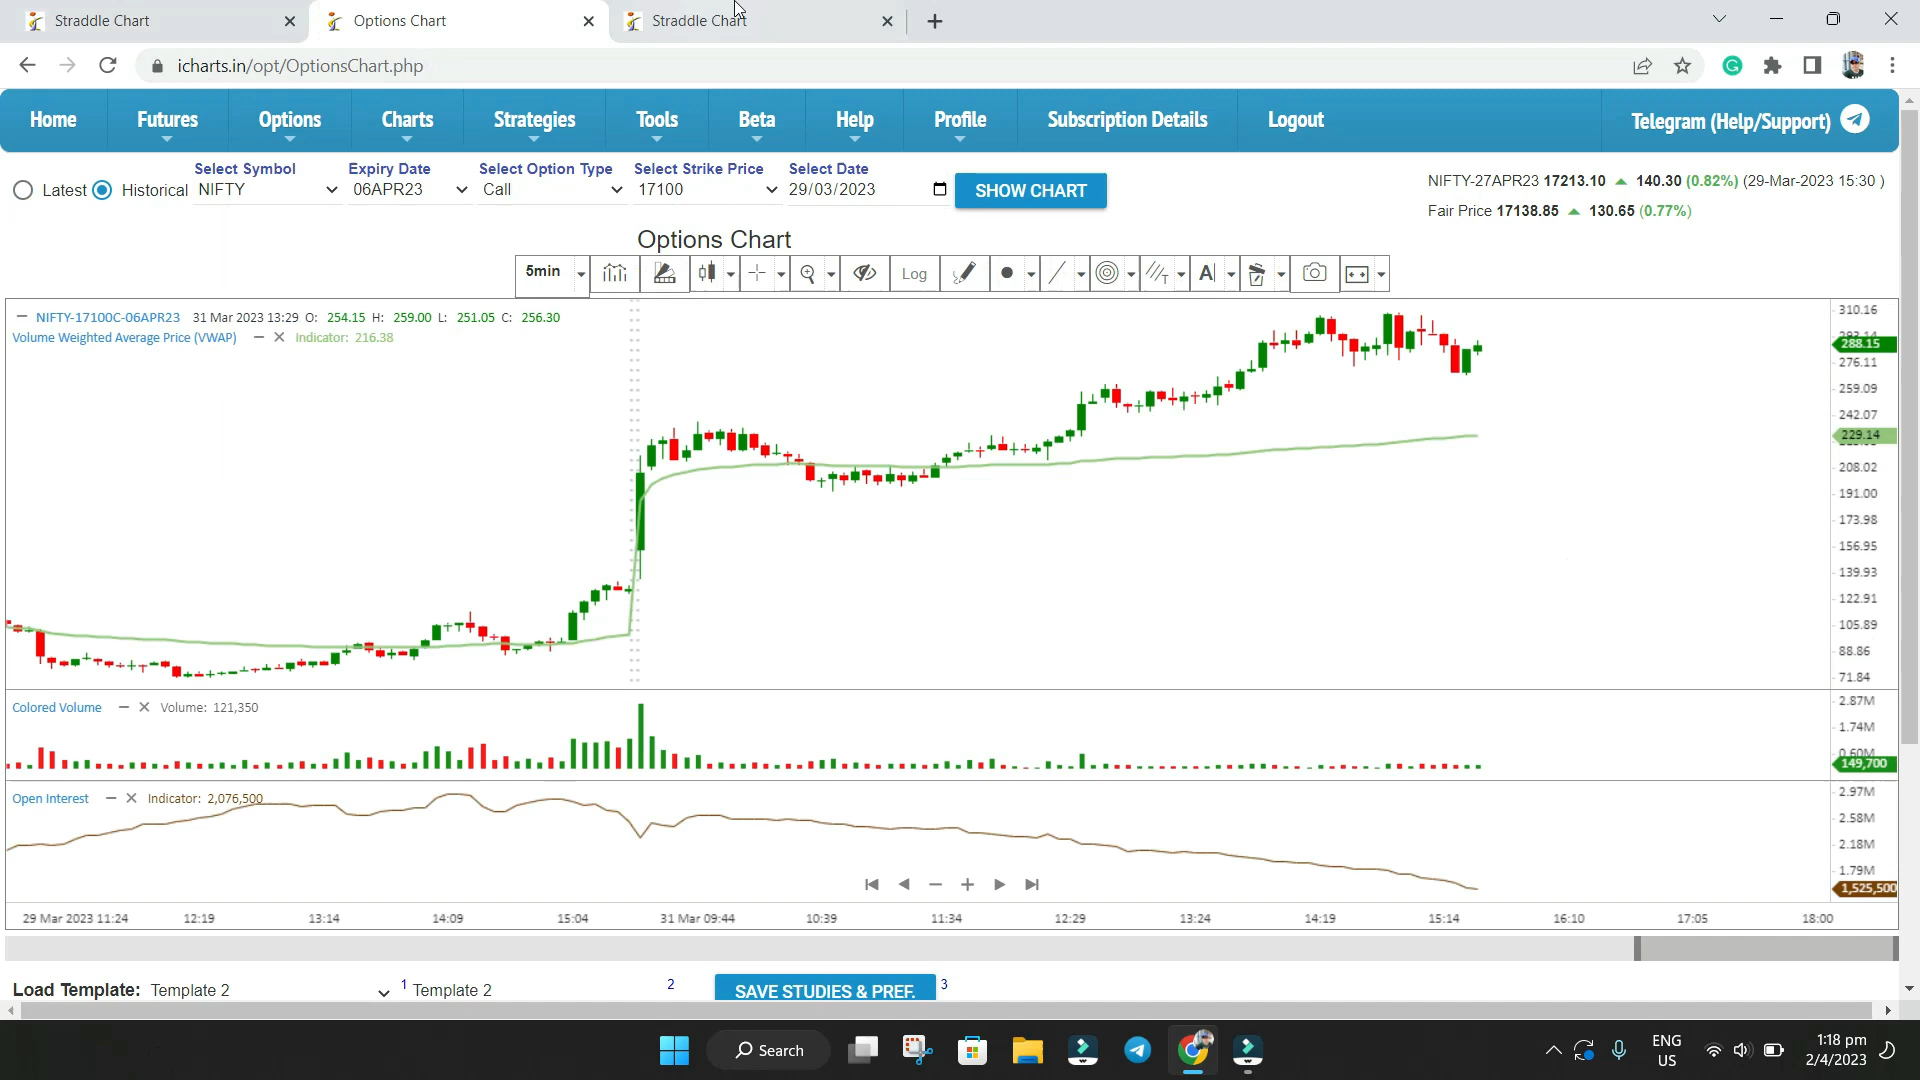 Straddle Chart
Options Chart
Straddle Chart
icharts.in/opt/OptionsChart.php
Home
Futures
Options
Charts
Strategies
Tools
Beta
Help
Profile
Subscription Details
Logout
Telegram (Help/Support)
Latest
Historical
Select Symbol
NIFTY
Expiry Date
06APR23
Select Option Type
Call
Select Strike Price
17100
Select Date
29/03/2023
SHOW CHART
NIFTY-27APR23 17213.10 ▲ 140.30 (0.82%) (29-Mar-2023 15:30 )
Fair Price 17138.85 ▲ 130.65 (0.77%)
Options Chart
5min
Log
T
A
NIFTY-17100C-06APR23 31 Mar 2023 13:29 O: 254.15 H: 259.00 L: 251.05 C: 256.30
Volume Weighted Average Price (VWAP) Indicator: 216.38
310.16
288.15
276.11
259.09
242.07
229.14
208.02
191.00
173.98
156.95
139.93
122.91
105.89
88.86
71.84
Colored Volume Volume: 121,350
2.87M
1.74M
0.60M
149,700
Open Interest Indicator: 2,076,500
2.97M
2.58M
2.18M
1.79M
1,525,500
29 Mar 2023 11:24
12:19
13:14
14:09
15:04
31 Mar 09:44
10:39
11:34
12:29
13:24
14:19
15:14
16:10
17:05
18:00
Load Template: Template 2
1 Template 2
2
SAVE STUDIES & PREF.
3
Search
ENG
US
1:18 pm
2/4/2023